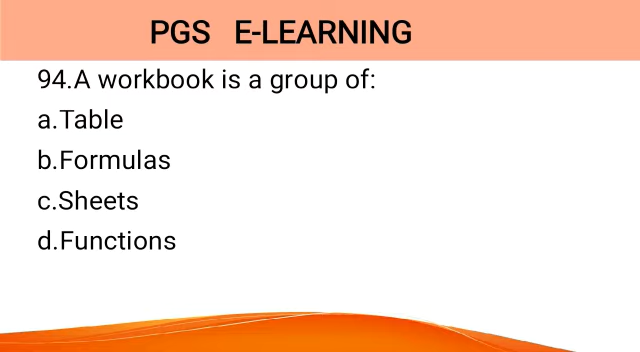 PGS E-LEARNING
94.A workbook is a group of:
a.Table
b.Formulas
c.Sheets
d.Functions